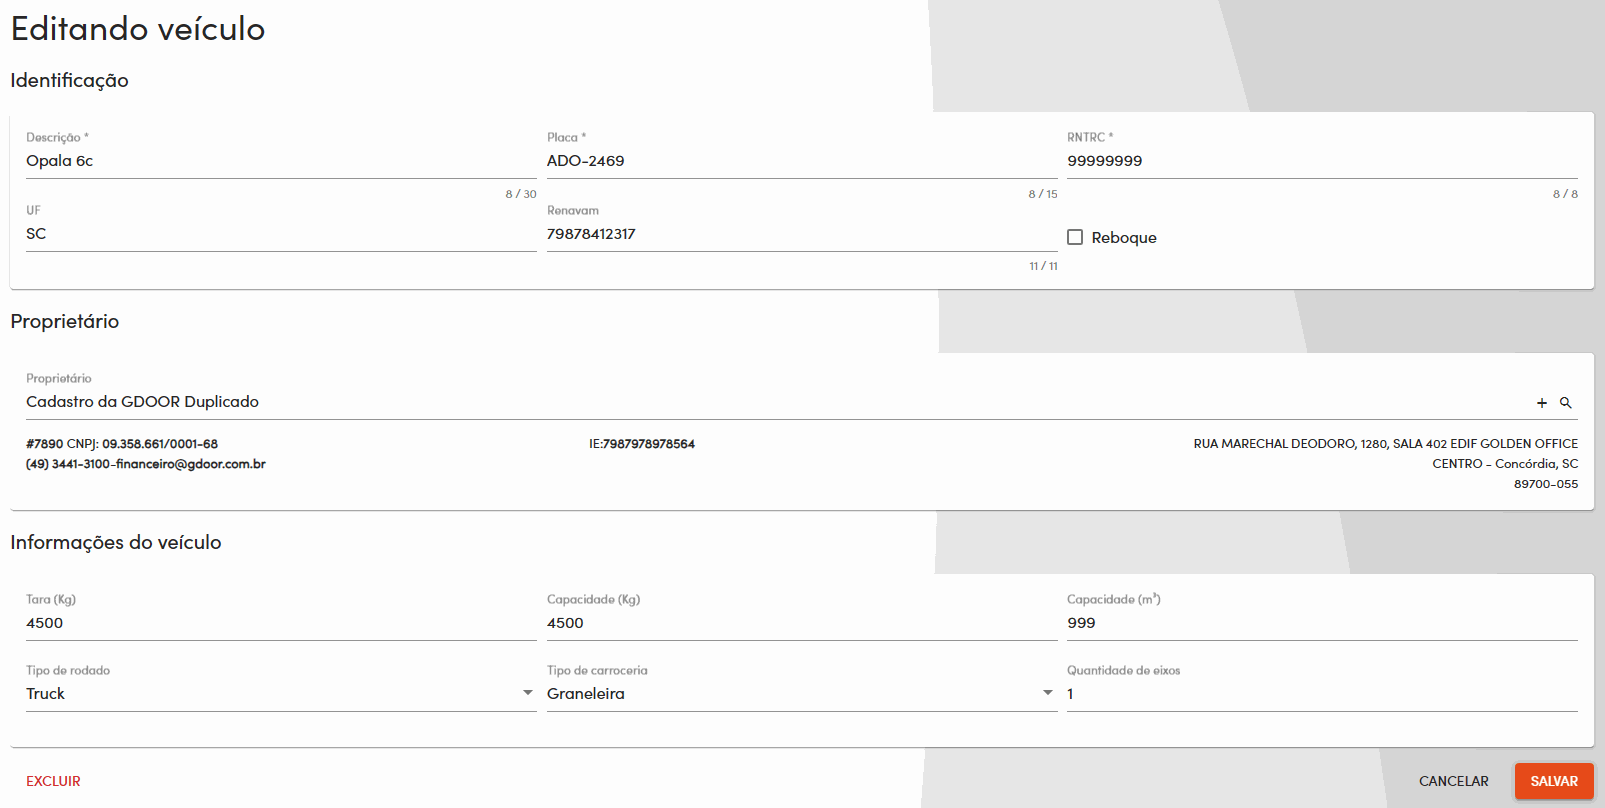 Editando veículo
Identificação
Descrição * Placa * RNTRC *
Opala 6c ADO-2469 99999999
8 / 30 8 / 15 8 / 8
UF Renavam
SC 79878412317 Reboque
11 / 11
Proprietário
Proprietário
Cadastro da GDOOR Duplicado
#7890 CNPJ: 09.358.661/0001-68 IE:7987978978564 RUA MARECHAL DEODORO, 1280, SALA 402 EDIF GOLDEN OFFICE
(49) 3441-3100-financeiro@gdoor.com.br CENTRO - Concórdia, SC
89700-055
Informações do veículo
Tara (Kg) Capacidade (Kg) Capacidade (m³)
4500 4500 999
Tipo de rodado Tipo de carroceria Quantidade de eixos
Truck Graneleira 1
EXCLUIR CANCELAR SALVAR